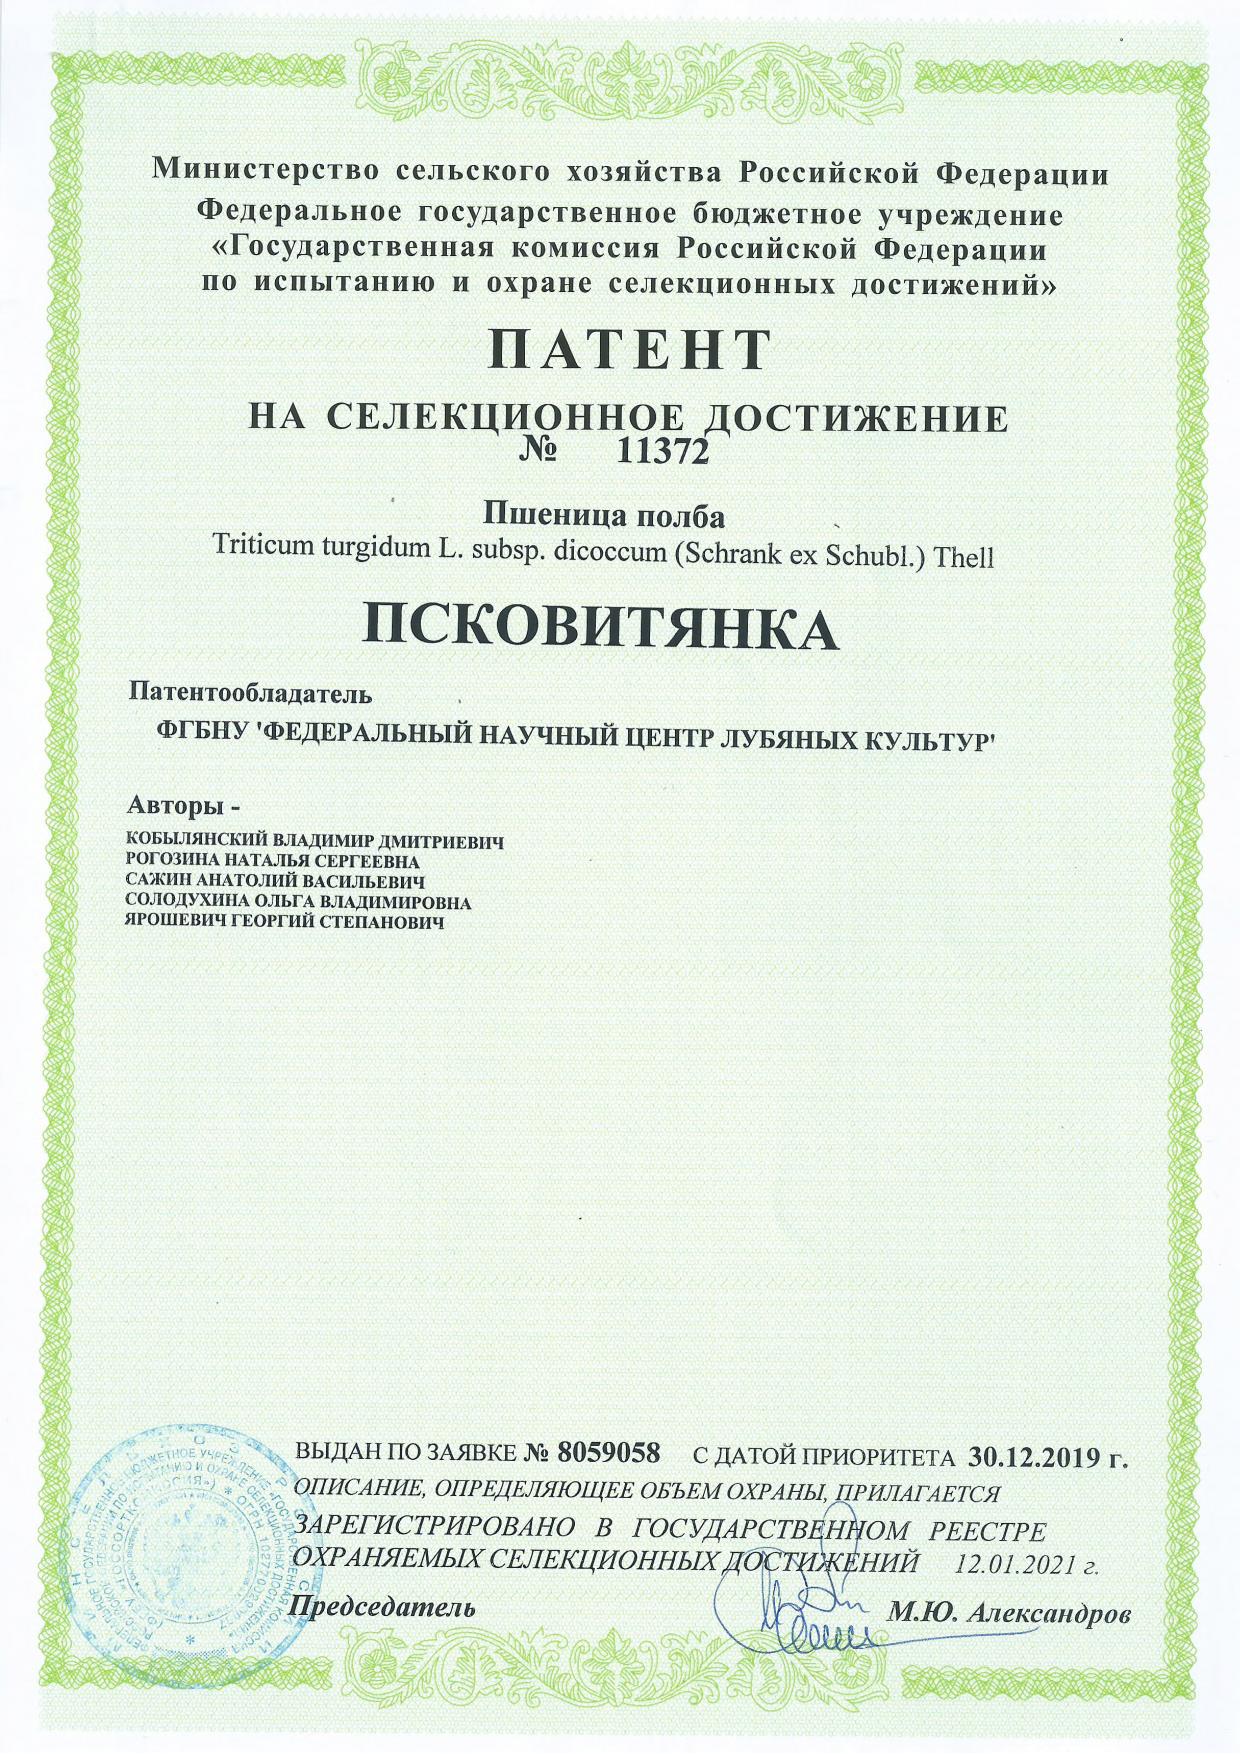 Министерство сельского хозяйства Российской Федерации
Федеральное государственное бюджетное учреждение
«Государственная комиссия Российской Федерации
по испытанию и охране селекционных достижений»
ПАТЕНТ
НА СЕЛЕКЦИОННОЕ ДОСТИЖЕНИЕ
№ 11372
Пшеница полба
Triticum turgidum L. subsp. dicoccum (Schrank ex Schubl.) Thell
ПСКОВИТЯНКА
Патентообладатель
ФГБНУ 'ФЕДЕРАЛЬНЫЙ НАУЧНЫЙ ЦЕНТР ЛУБЯНЫХ КУЛЬТУР'
Авторы -
КОБЫЛЯНСКИЙ ВЛАДИМИР ДМИТРИЕВИЧ
РОГОЗИНА НАТАЛЬЯ СЕРГЕЕВНА
САЖИН АНАТОЛИЙ ВАСИЛЬЕВИЧ
СОЛОДУХИНА ОЛЬГА ВЛАДИМИРОВНА
ЯРОШЕВИЧ ГЕОРГИЙ СТЕПАНОВИЧ
ВЫДАН ПО ЗАЯВКЕ № 8059058 С ДАТОЙ ПРИОРИТЕТА 30.12.2019 г.
ОПИСАНИЕ, ОПРЕДЕЛЯЮЩЕЕ ОБЪЕМ ОХРАНЫ, ПРИЛАГАЕТСЯ
ЗАРЕГИСТРИРОВАНО В ГОСУДАРСТВЕННОМ РЕЕСТРЕ
ОХРАНЯЕМЫХ СЕЛЕКЦИОННЫХ ДОСТИЖЕНИЙ 12.01.2021 г.
Председатель М.Ю. Александров